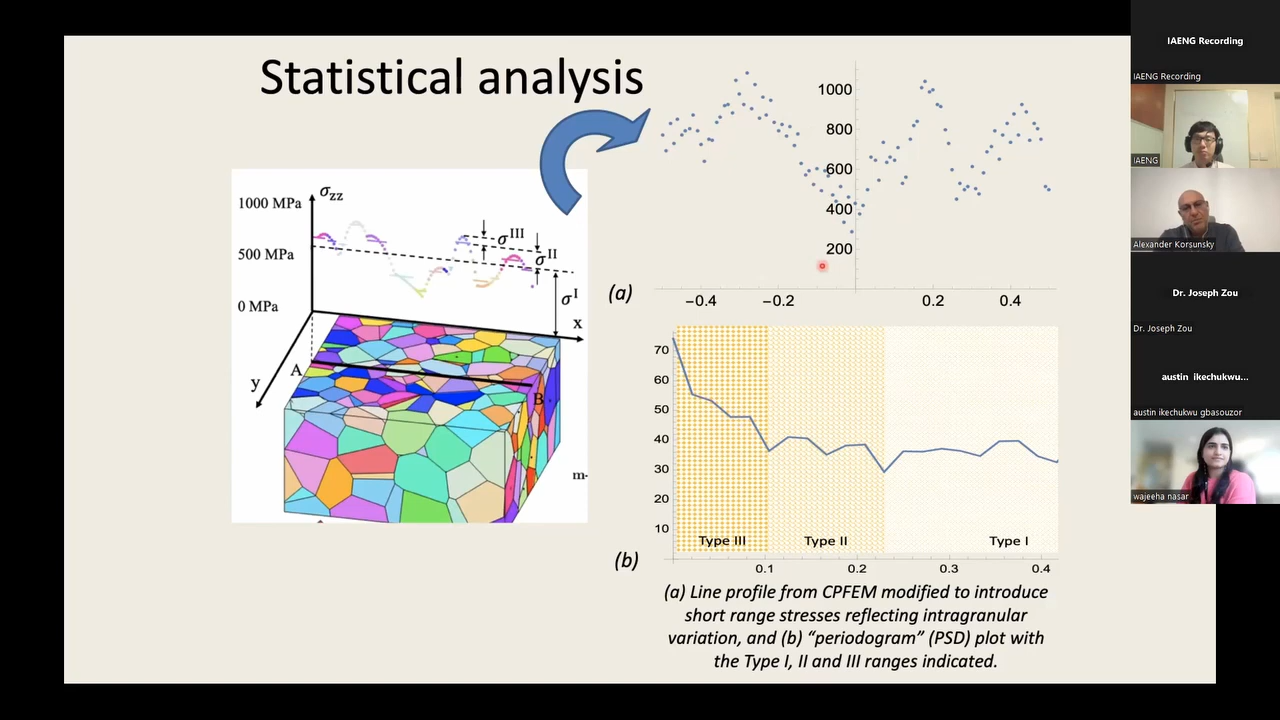 Statistical analysis
1000 MPa
σzz
500 MPa
0 MPa
σIII
σII
σI
x
y
A
B
m-
(a)
1000
800
600
400
200
−0.4
−0.2
0.2
0.4
(b)
70
60
50
40
30
20
10
Type III
Type II
Type I
0.1
0.2
0.3
0.4
(a) Line profile from CPFEM modified to introduce
short range stresses reflecting intragranular
variation, and (b) “periodogram” (PSD) plot with
the Type I, II and III ranges indicated.
IAENG Recording
IAENG Recording
IAENG
Alexander Korsunsky
Dr. Joseph Zou
Dr. Joseph Zou
austin ikechukwu...
austin ikechukwu gbasouzor
wajeeha nasar